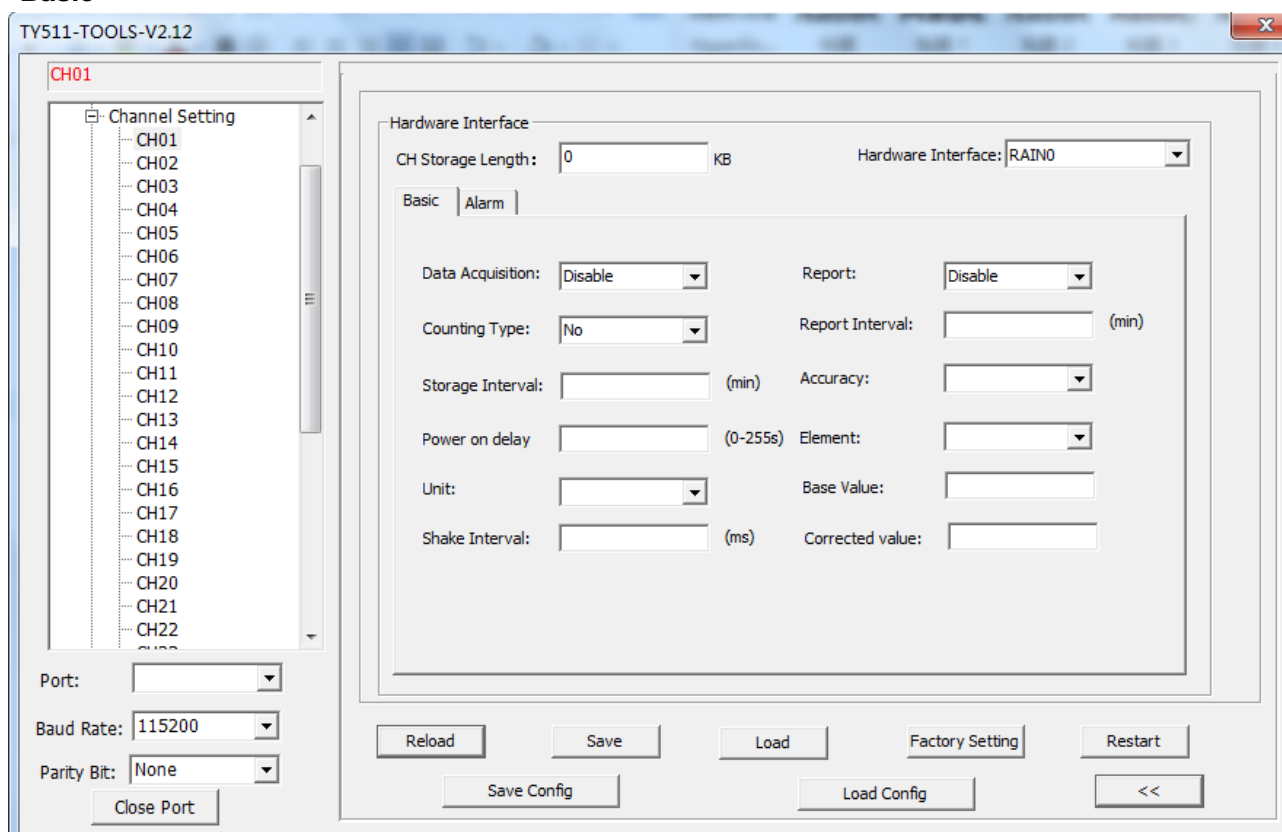 Basic
TY511-TOOLS-V2.12
CH01
Channel Setting
CH01
CH02
CH03
CH04
CH05
CH06
CH07
CH08
CH09
CH10
CH11
CH12
CH13
CH14
CH15
CH16
CH17
CH18
CH19
CH20
CH21
CH22
Port:
Baud Rate: 115200
Parity Bit: None
Close Port
Hardware Interface
CH Storage Length: 0 KB Hardware Interface: RAIN0
Basic Alarm
Data Acquisition: Disable Report: Disable
Counting Type: No Report Interval: (min)
Storage Interval: (min) Accuracy:
Power on delay (0-255s) Element:
Unit: Base Value:
Shake Interval: (ms) Corrected value:
Reload Save Load Factory Setting Restart
Save Config Load Config <<